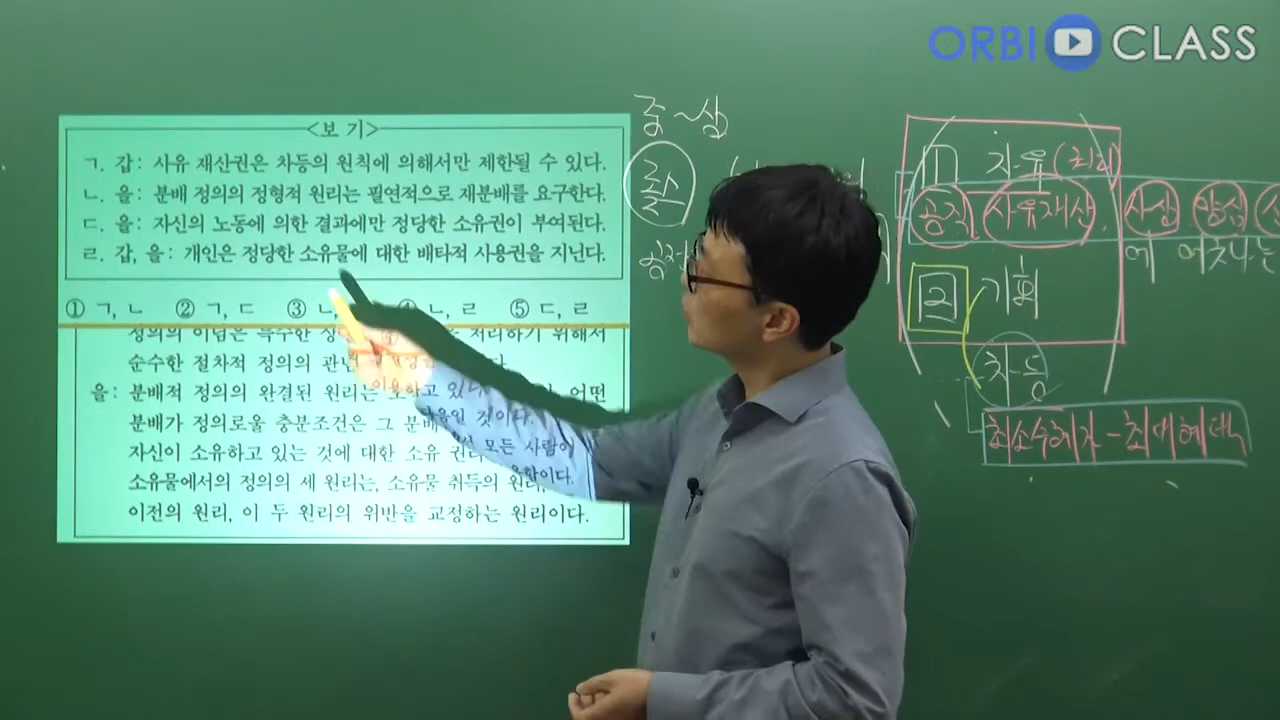 ORBI CLASS
<보 기>
ㄱ. 갑: 사유 재산권은 차등의 원칙에 의해서만 제한될 수 있다.
ㄴ. 을: 분배 정의의 정형적 원리는 필연적으로 재분배를 요구한다.
ㄷ. 을: 자신의 노동에 의한 결과에만 정당한 소유권이 부여된다.
ㄹ. 갑, 을: 개인은 정당한 소유물에 대한 배타적 사용권을 지닌다.
① ㄱ, ㄴ ② ㄱ, ㄷ ③ ㄴ, ④ ㄴ, ㄹ ⑤ ㄷ, ㄹ
정의의 이념은 특수한 처리하기 위해서
순수한 절차적 정의의 관념
을: 분배적 정의의 완결된 원리는 어떤
분배가 정의로울 충분조건은 그 분배 것이다.
자신이 소유하고 있는 것에 대한 소유 모든 사람에
소유물에서의 정의의 세 원리는, 소유물 취득의
이전의 원리, 이 두 원리의 위반을 교정하는 원리이다.
중~상
롤스
1 자유
공직, 사유재산, 사상 양심
2 기회
차등
최소수혜자-최대혜택